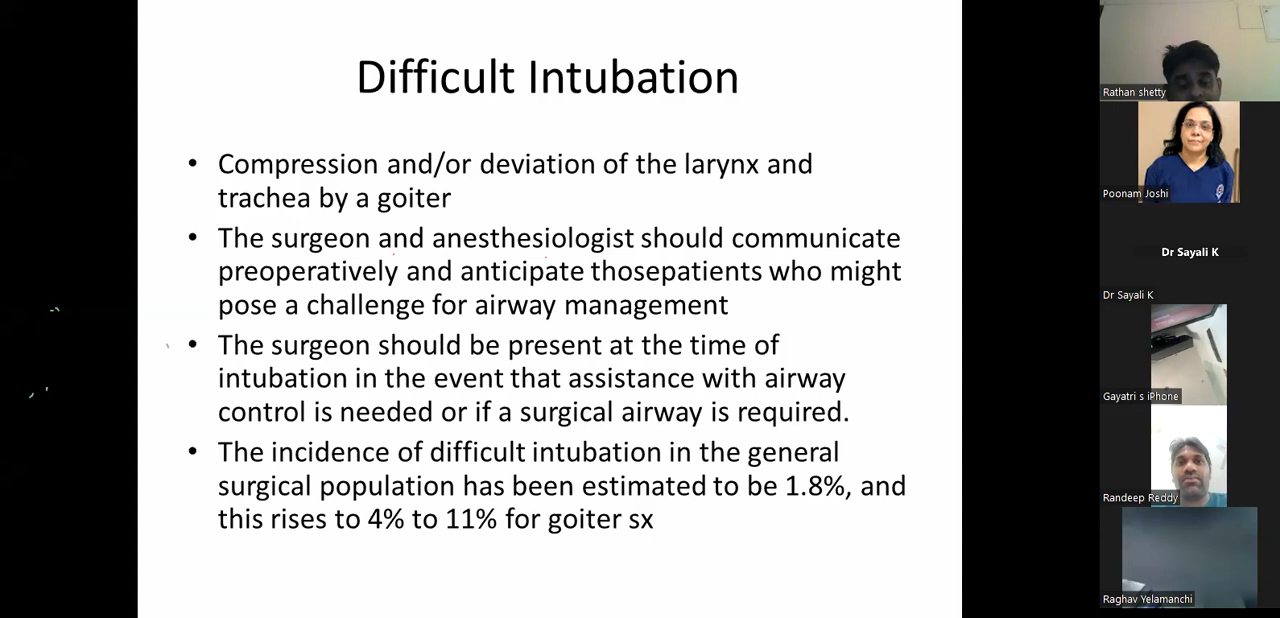 Difficult Intubation
• Compression and/or deviation of the larynx and
trachea by a goiter
• The surgeon and anesthesiologist should communicate
preoperatively and anticipate thosepatients who might
pose a challenge for airway management
• The surgeon should be present at the time of
intubation in the event that assistance with airway
control is needed or if a surgical airway is required.
• The incidence of difficult intubation in the general
surgical population has been estimated to be 1.8%, and
this rises to 4% to 11% for goiter sx
Rathan shetty
Poonam Joshi
Dr Sayali K
Dr Sayali K
Gayatri s iPhone
Randeep Reddy
Raghav Yelamanchi